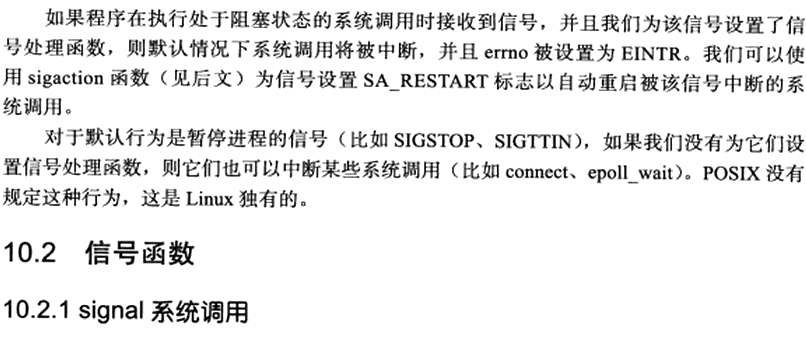 如果程序在执行处于阻塞状态的系统调用时接收到信号，并且我们为该信号设置了信
号处理函数，则默认情况下系统调用将被中断，并且 errno 被设置为 EINTR。我们可以使
用 sigaction 函数（见后文）为信号设置 SA_RESTART 标志以自动重启被该信号中断的系
统调用。
对于默认行为是暂停进程的信号（比如 SIGSTOP、SIGTTIN），如果我们没有为它们设
置信号处理函数，则它们也可以中断某些系统调用（比如 connect、epoll_wait）。POSIX 没有
规定这种行为，这是 Linux 独有的。
10.2 信号函数
10.2.1 signal 系统调用